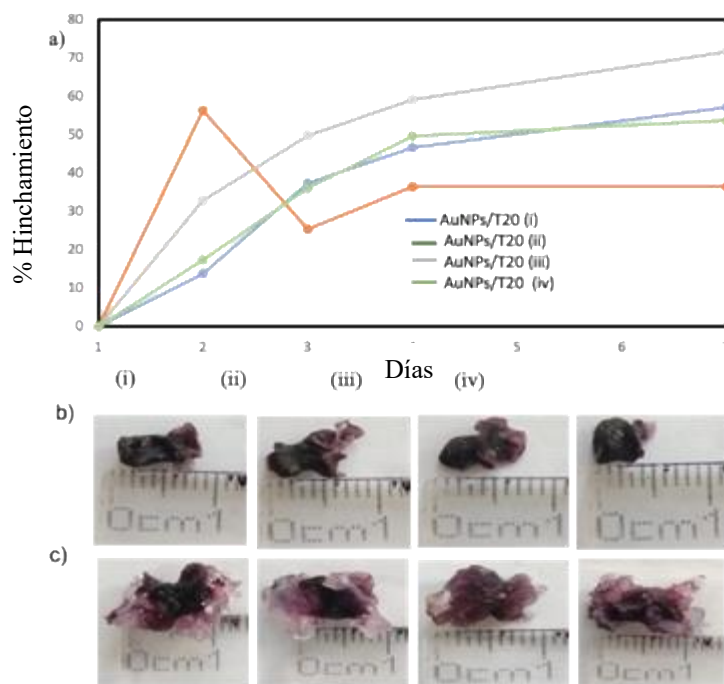 a)
80
70
60
50
40
30
20
10
0
% Hinchamiento
AuNPs/T20 (i)
AuNPs/T20 (ii)
AuNPs/T20 (iii)
AuNPs/T20 (iv)
1 2 3 5 6
Días
(i) (ii) (iii) (iv)
b)
0cm1 0cm1 0cm1 0cm1
c)
0cm1 0cm1 0cm1 0cm1